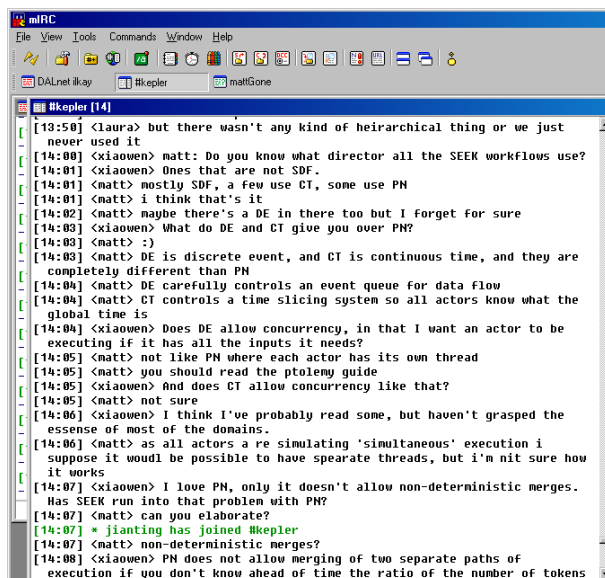 mIRC
File View Tools Commands Window Help
DALnet ilkay #kepler mattGone
#kepler [14]
[13:50] <laura> but there wasn't any kind of heirarchical thing or we just
never used it
[14:00] <xiaowen> matt: Do you know what director all the SEEK workflows use?
[14:01] <xiaowen> Ones that are not SDF.
[14:01] <matt> mostly SDF, a few use CT, some use PN
[14:01] <matt> i think that's it
[14:02] <matt> maybe there's a DE in there too but I forget for sure
[14:03] <xiaowen> What do DE and CT give you over PN?
[14:03] <matt> :)
[14:03] <matt> DE is discrete event, and CT is continuous time, and they are
completely different than PN
[14:04] <matt> DE carefully controls an event queue for data flow
[14:04] <matt> CT controls a time slicing system so all actors know what the
global time is
[14:04] <xiaowen> Does DE allow concurrency, in that I want an actor to be
executing if it has all the inputs it needs?
[14:05] <matt> not like PN where each actor has its own thread
[14:05] <matt> you should read the ptolemy guide
[14:05] <xiaowen> And does CT allow concurrency like that?
[14:05] <matt> not sure
[14:06] <xiaowen> I think I've probably read some, but haven't grasped the
essense of most of the domains.
[14:06] <matt> as all actors a re simulating 'simultaneous' execution i
suppose it woudl be possible to have spearate threads, but i'm nit sure how
it works
[14:07] <xiaowen> I love PN, only it doesn't allow non-deterministic merges.
Has SEEK run into that problem with PN?
[14:07] <matt> can you elaborate?
[14:07] * jianting has joined #kepler
[14:07] <matt> non-deterministic merges?
[14:08] <xiaowen> PN does not allow merging of two separate paths of
execution if you don't know ahead of time the ratio of the number of tokens